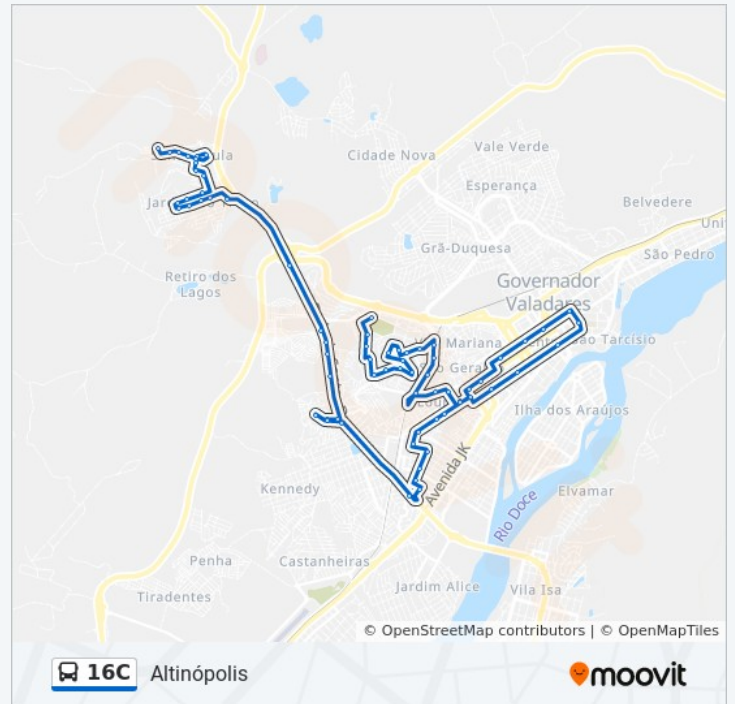 Cidade Nova
Vale Verde
Esperança
Belvedere
São Pedro
Grã-Duquesa
Retiro dos
Lagos
Governador
Valadares
Mariana
Ilha dos Araújos
Avenida JK
Kennedy
Elvamar
Rio Doce
Penha
Castanheiras
Tiradentes
Jardim Alice
Vila Isa
© OpenStreetMap contributors | © OpenMapTiles
16C Altinópolis
moovit